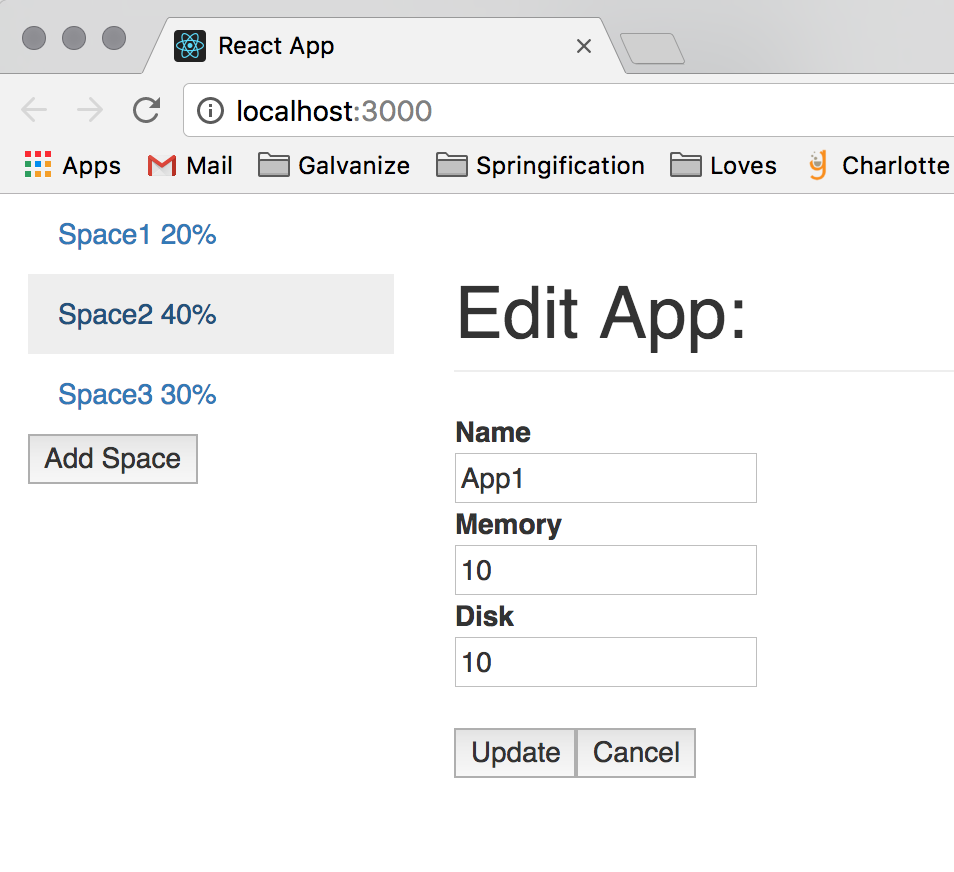 React App
localhost:3000
Apps Mail Galvanize Springification Loves Charlotte
Space1 20%
Space2 40%
Space3 30%
Add Space
Edit App:
Name
App1
Memory
10
Disk
10
Update Cancel